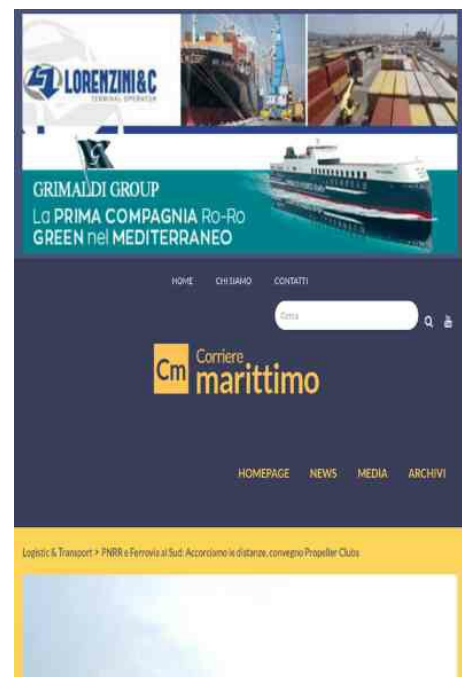 LORENZINI & C
TERMINAL OPERATOR
GRIMALDI GROUP
La PRIMA COMPAGNIA Ro-Ro
GREEN nel MEDITERRANEO
HOME CHI SIAMO CONTATTI
Cerca
Cm Corriere
marittimo
HOMEPAGE NEWS MEDIA ARCHIVI
Logistic & Transport > PNRR e Ferrovia al Sud: Accorciamo le distanze, convegno Propeller Clubs